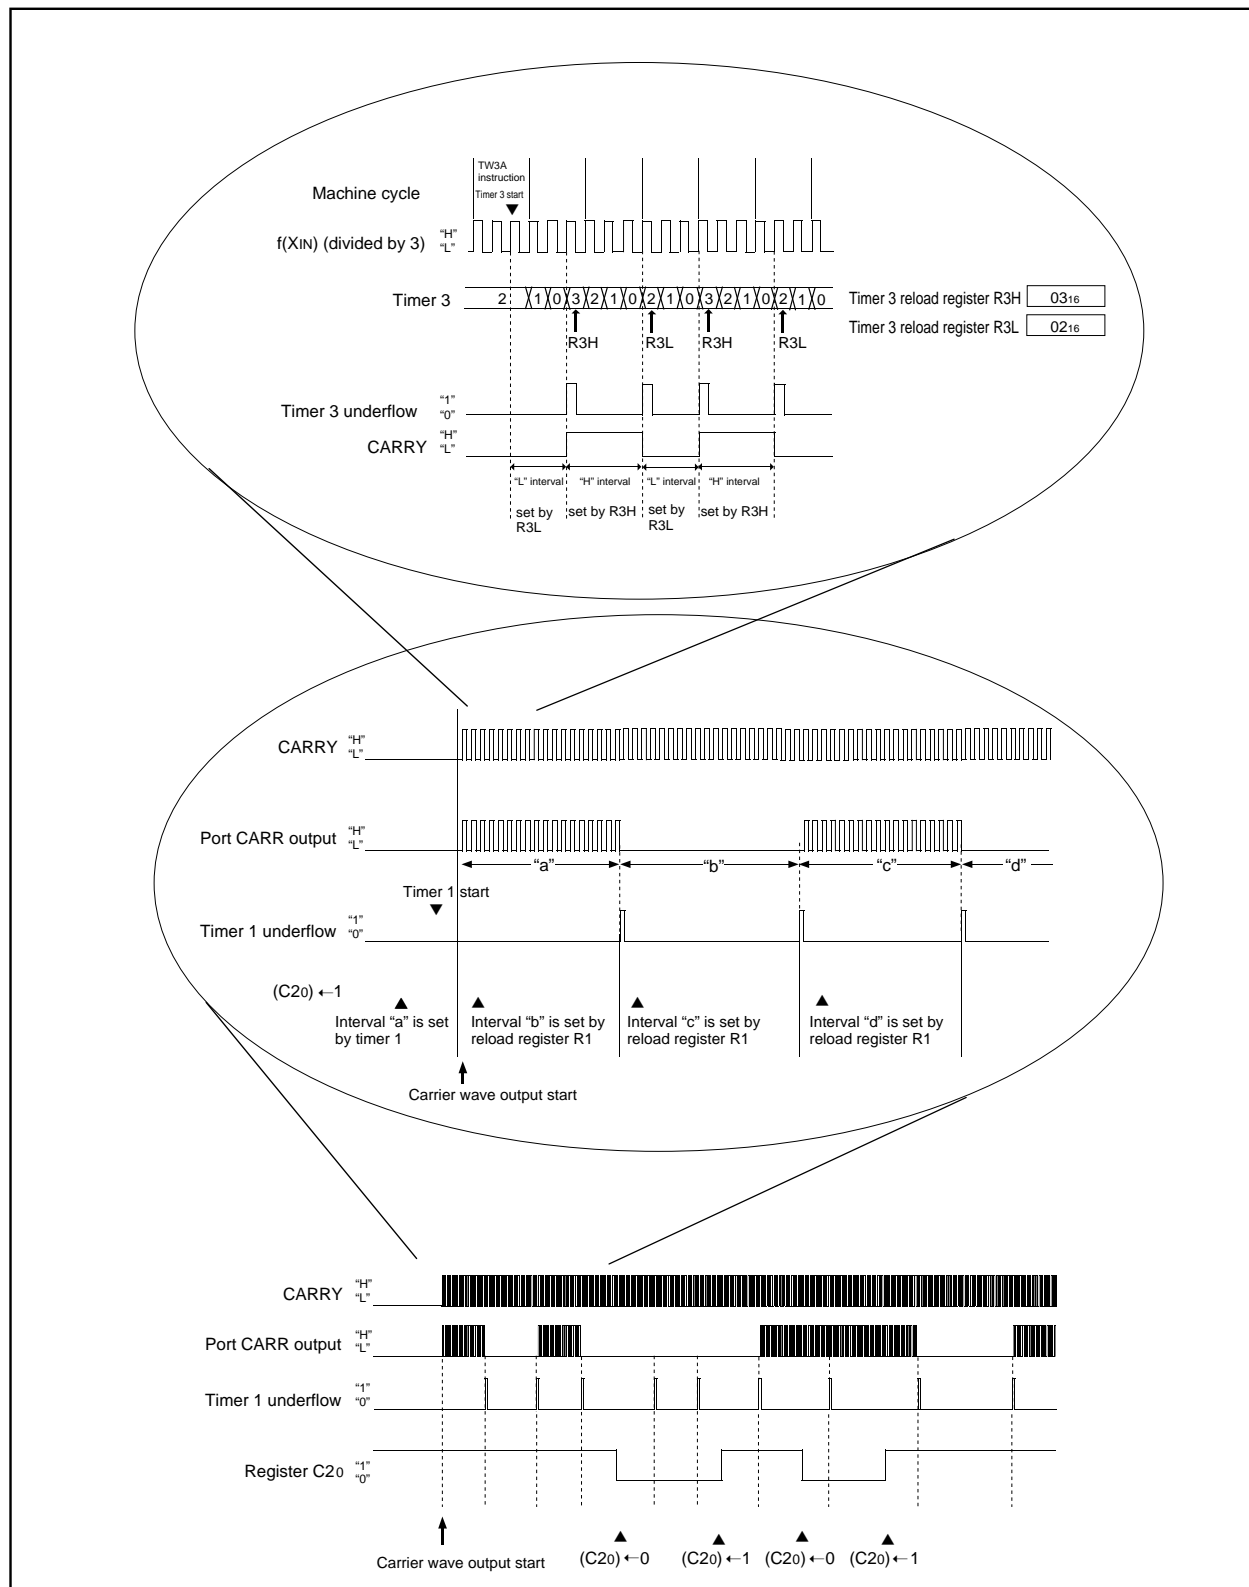 TW3A
instruction
Machine cycle
Timer 3 start
f(XIN) (divided by 3) “H”
“L”
Timer 3 2 1 0 3 2 1 0 2 1 0 3 2 1 0 2 1 0
Timer 3 reload register R3H 0316
Timer 3 reload register R3L 0216
R3H R3L R3H R3L
Timer 3 underflow “1”
“0”
CARRY “H”
“L”
“L” interval “H” interval “L” interval “H” interval
set by
R3L
set by R3H
set by
R3L
set by R3H
CARRY “H”
“L”
Port CARR output “H”
“L”
“a” “b” “c” “d”
Timer 1 start
Timer 1 underflow “1”
“0”
(C20) ←1
Interval “a” is set
by timer 1
Interval “b” is set by
reload register R1
Interval “c” is set by
reload register R1
Interval “d” is set by
reload register R1
Carrier wave output start
CARRY “H”
“L”
Port CARR output “H”
“L”
Timer 1 underflow “1”
“0”
Register C20 “1”
“0”
Carrier wave output start
(C20) ←0 (C20) ←1 (C20) ←0 (C20) ←1